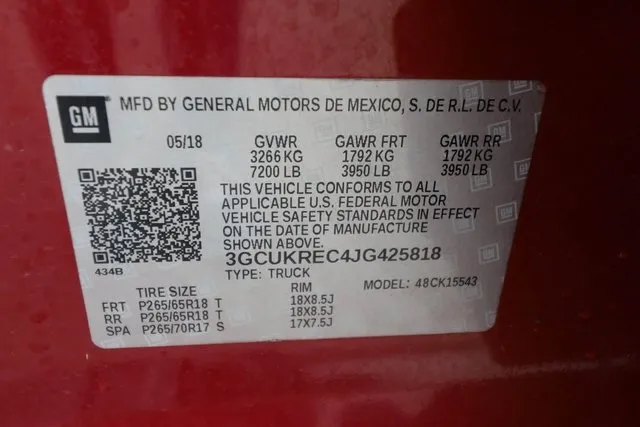 GM MFD BY GENERAL MOTORS DE MEXICO, S. DE R.L. DE C.V.
05/18 GVWR GAWR FRT GAWR RR
3266 KG 1792 KG 1792 KG
7200 LB 3950 LB 3950 LB
THIS VEHICLE CONFORMS TO ALL
APPLICABLE U.S. FEDERAL MOTOR
VEHICLE SAFETY STANDARDS IN EFFECT
ON THE DATE OF MANUFACTURE
SHOWN ABOVE.
434B
3GCUKREC4JG425818
TYPE: TRUCK MODEL: 48CK15543
TIRE SIZE RIM
FRT P265/65R18 T 18X8.5J
RR P265/65R18 T 18X8.5J
SPA P265/70R17 S 17X7.5J